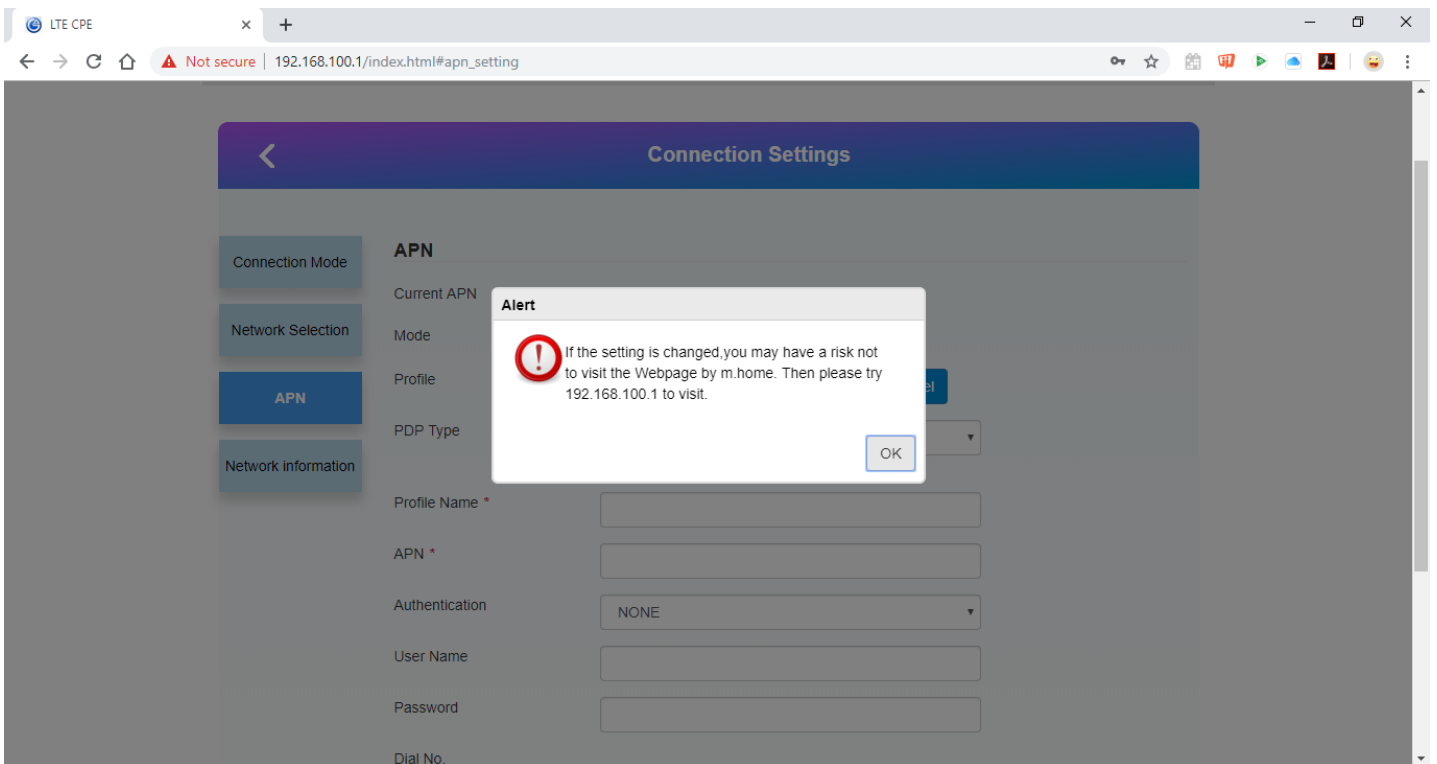 LTE CPE
Not secure | 192.168.100.1/index.html#apn_setting
Connection Settings
Connection Mode
Network Selection
APN
Network information
APN
Current APN
Mode
Profile
PDP Type
Profile Name *
APN *
Authentication
NONE
User Name
Password
Dial No.
Alert
If the setting is changed,you may have a risk not
to visit the Webpage by m.home. Then please try
192.168.100.1 to visit.
OK